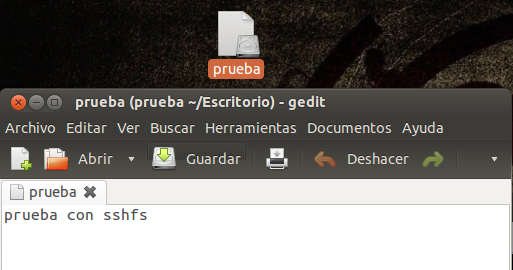 prueba
prueba (prueba ~/Escritorio) - gedit
Archivo Editar Ver Buscar Herramientas Documentos Ayuda
Abrir Guardar Deshacer
prueba
prueba con sshfs